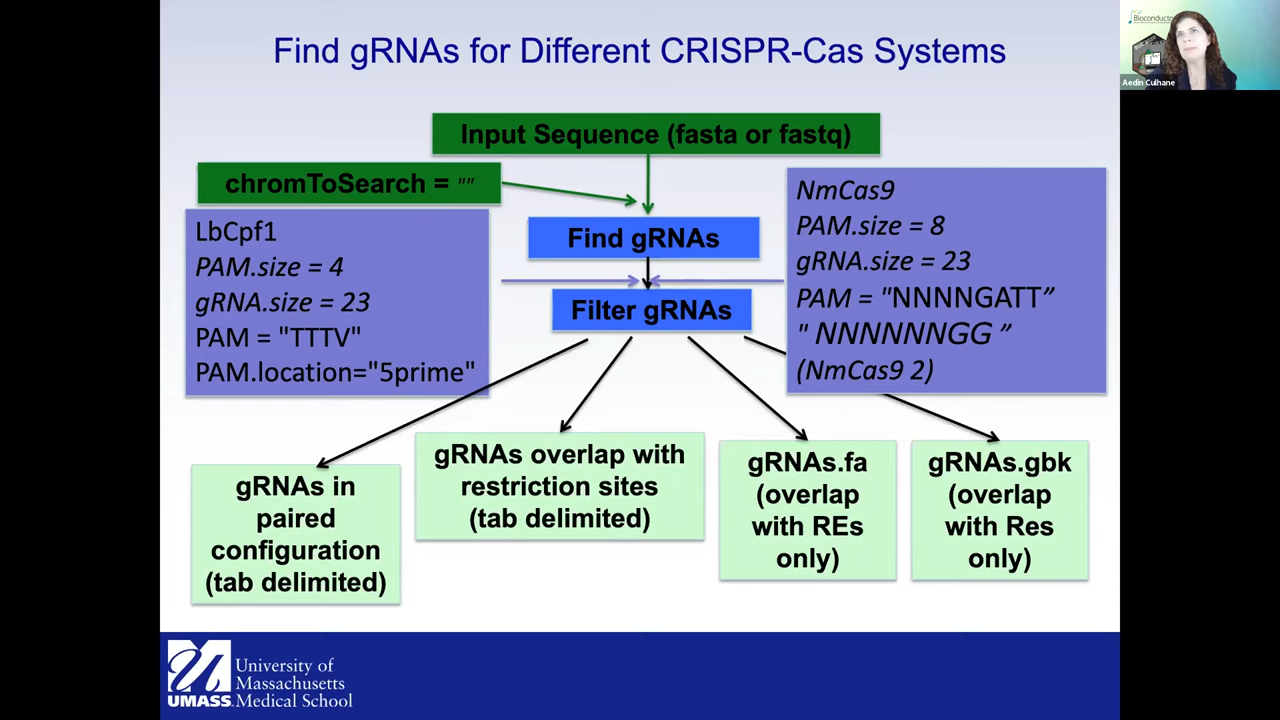 Find gRNAs for Different CRISPR-Cas Systems
Input Sequence (fasta or fastq)
chromToSearch = ""
Find gRNAs
Filter gRNAs
LbCpf1
PAM.size = 4
gRNA.size = 23
PAM = "TTTV"
PAM.location="5prime"
NmCas9
PAM.size = 8
gRNA.size = 23
PAM = "NNNNGATT”
" NNNNNNGG ”
(NmCas9 2)
gRNAs in
paired
configuration
(tab delimited)
gRNAs overlap with
restriction sites
(tab delimited)
gRNAs.fa
(overlap
with REs
only)
gRNAs.gbk
(overlap
with Res
only)
UMASS
University of
Massachusetts
Medical School
Bioconducto
Aedin Culhane